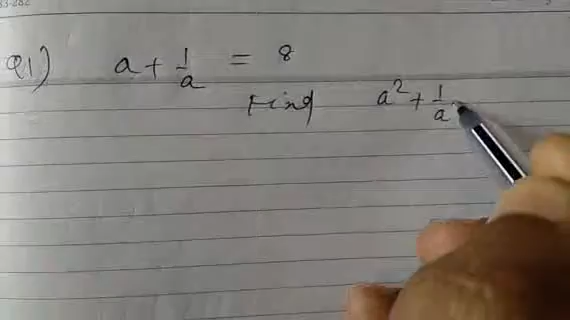 Q1) a + 1/a = 8
Find a² + 1/a